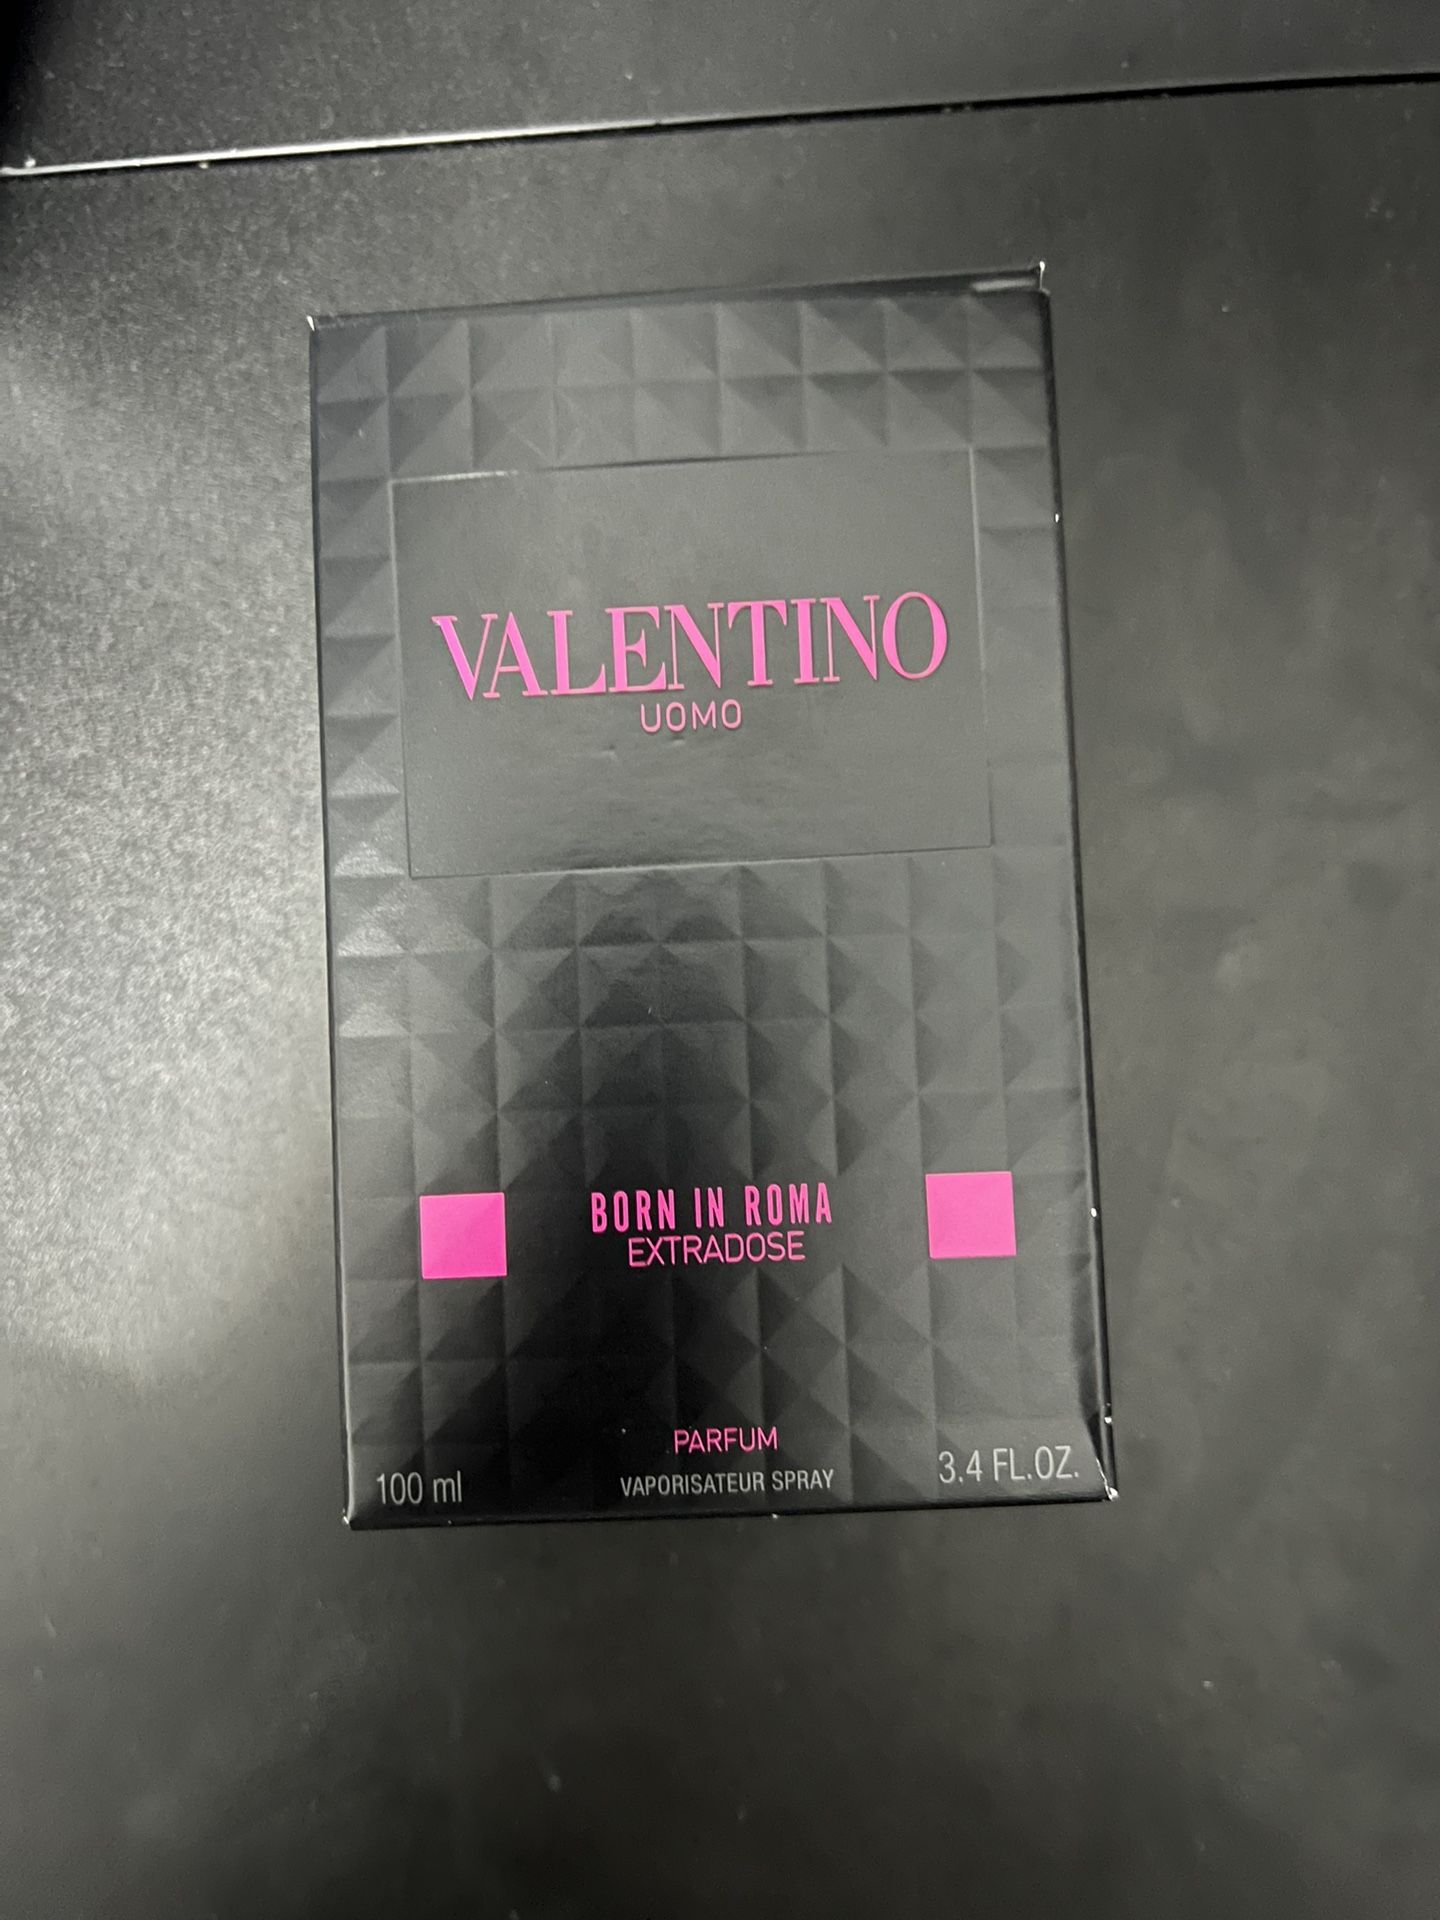 VALENTINO
UOMO
BORN IN ROMA
EXTRADOSE
PARFUM
100 ml VAPORISATEUR SPRAY 3.4 FL.OZ.